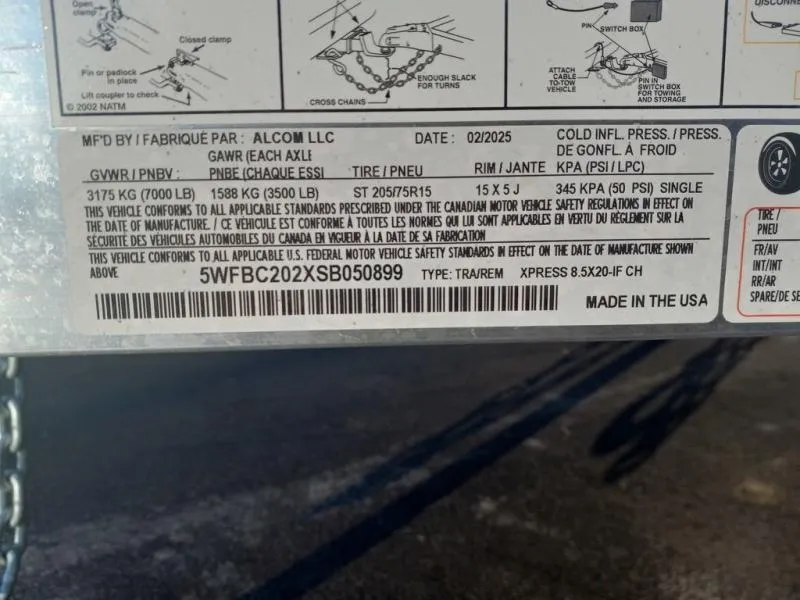 Open
clamp
Closed clamp
Pin or padlock
in place
Lift coupler to check
© 2002 NATM
ENOUGH SLACK
FOR TURNS
CROSS CHAINS
PIN
SWITCH BOX
ATTACH
CABLE
TO-TOW
VEHICLE
PIN IN
SWITCH BOX
FOR TOWING
AND STORAGE
DISCONNE
MF'D BY / FABRIQUÉ PAR : ALCOM LLC DATE : 02/2025 COLD INFL. PRESS. / PRESS.
DE GONFL. À FROID
GAWR (EACH AXLE
GVWR / PNBV : PNBE (CHAQUE ESSI TIRE / PNEU RIM / JANTE KPA (PSI / LPC)
3175 KG (7000 LB) 1588 KG (3500 LB) ST 205/75R15 15 X 5 J 345 KPA (50 PSI) SINGLE
THIS VEHICLE CONFORMS TO ALL APPLICABLE STANDARDS PRESCRIBED UNDER THE CANADIAN MOTOR VEHICLE SAFETY REGULATIONS IN EFFECT ON
THE DATE OF MANUFACTURE. / CE VEHICULE EST CONFORME À TOUTES LES NORMES QUI LUI SONT APPLICABLES EN VERTU DU RÈGLEMENT SUR LA
SÉCURITÉ DES VÉHICULES AUTOMOBILES DU CANADA EN VIGUEUR À LA DATE DE SA FABRICATION
THIS VEHICLE CONFORMS TO ALL APPLICABLE U.S. FEDERAL MOTOR VEHICLE SAFETY STANDARDS IN EFFECT ON THE DATE OF MANUFACTURE SHOWN
ABOVE 5WFBC202XSB050899 TYPE: TRA/REM XPRESS 8.5X20-IF CH
MADE IN THE USA
TIRE /
PNEU
FR/AV
INT/INT
RR/AR
SPARE/DE SE